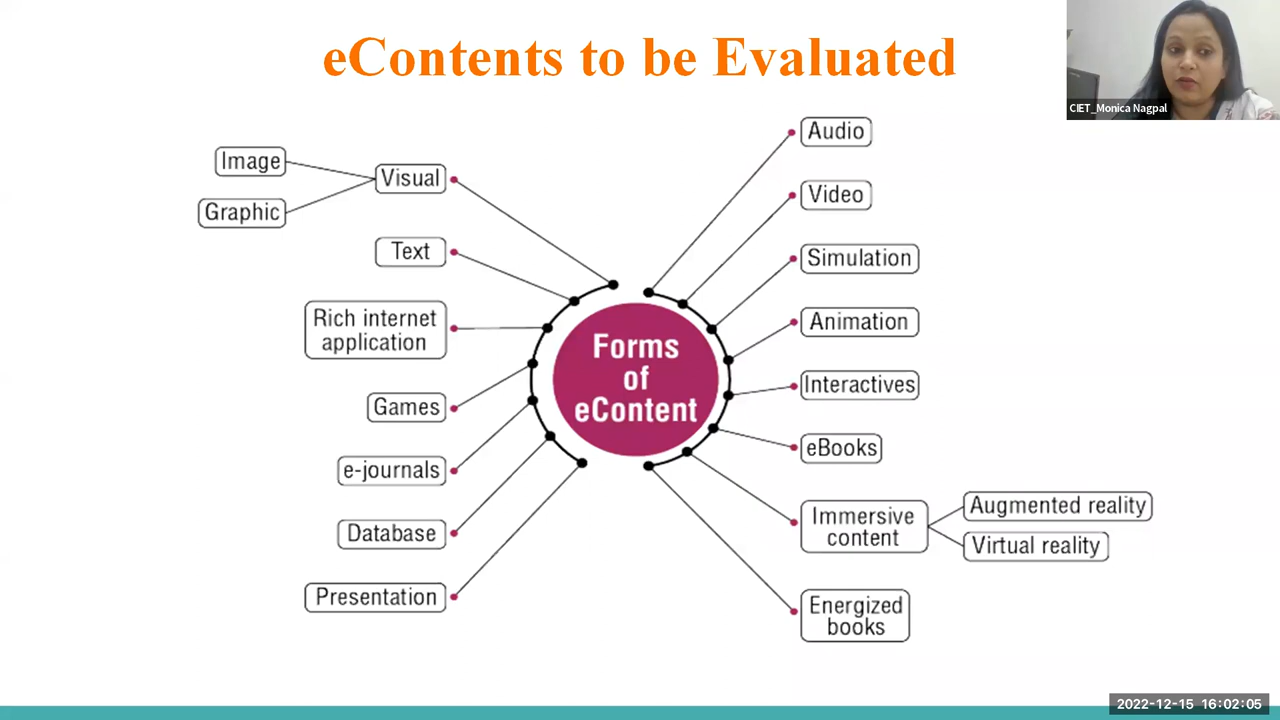 eContents to be Evaluated
CIET_Monica Nagpal
Image
Graphic
Visual
Text
Rich internet
application
Games
e-journals
Database
Presentation
Forms
of
eContent
Audio
Video
Simulation
Animation
Interactives
eBooks
Immersive
content
Augmented reality
Virtual reality
Energized
books
2022-12-15 16:02:05